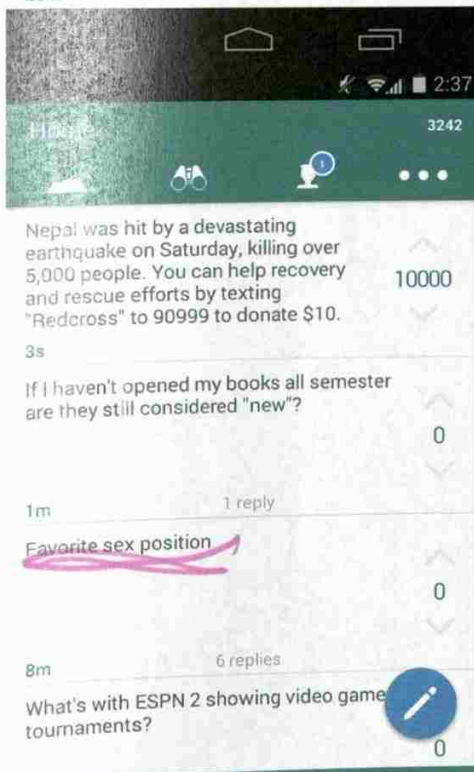 2:37
Home
3242
1
Nepal was hit by a devastating
earthquake on Saturday, killing over
5,000 people. You can help recovery
and rescue efforts by texting
"Redcross" to 90999 to donate $10.
10000
3s
If I haven't opened my books all semester
are they still considered "new"?
0
1m
1 reply
Favorite sex position
0
8m
6 replies
What's with ESPN 2 showing video game
tournaments?
0